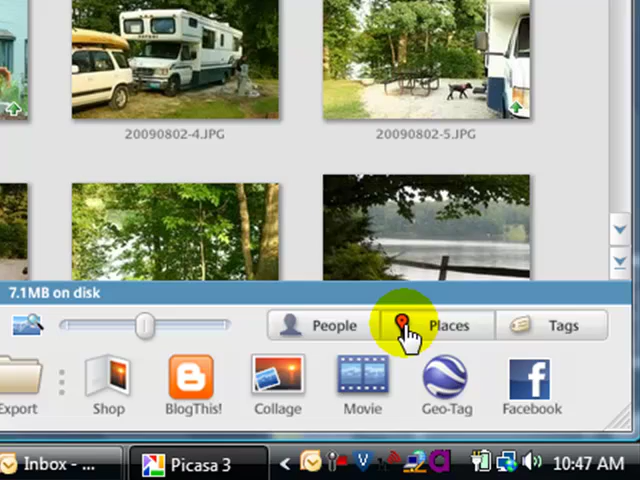 20090802-4.JPG
20090802-5.JPG
7.1MB on disk
People
Places
Tags
Export
Shop
BlogThis!
Collage
Movie
Geo-Tag
Facebook
Inbox - ...
Picasa 3
10:47 AM